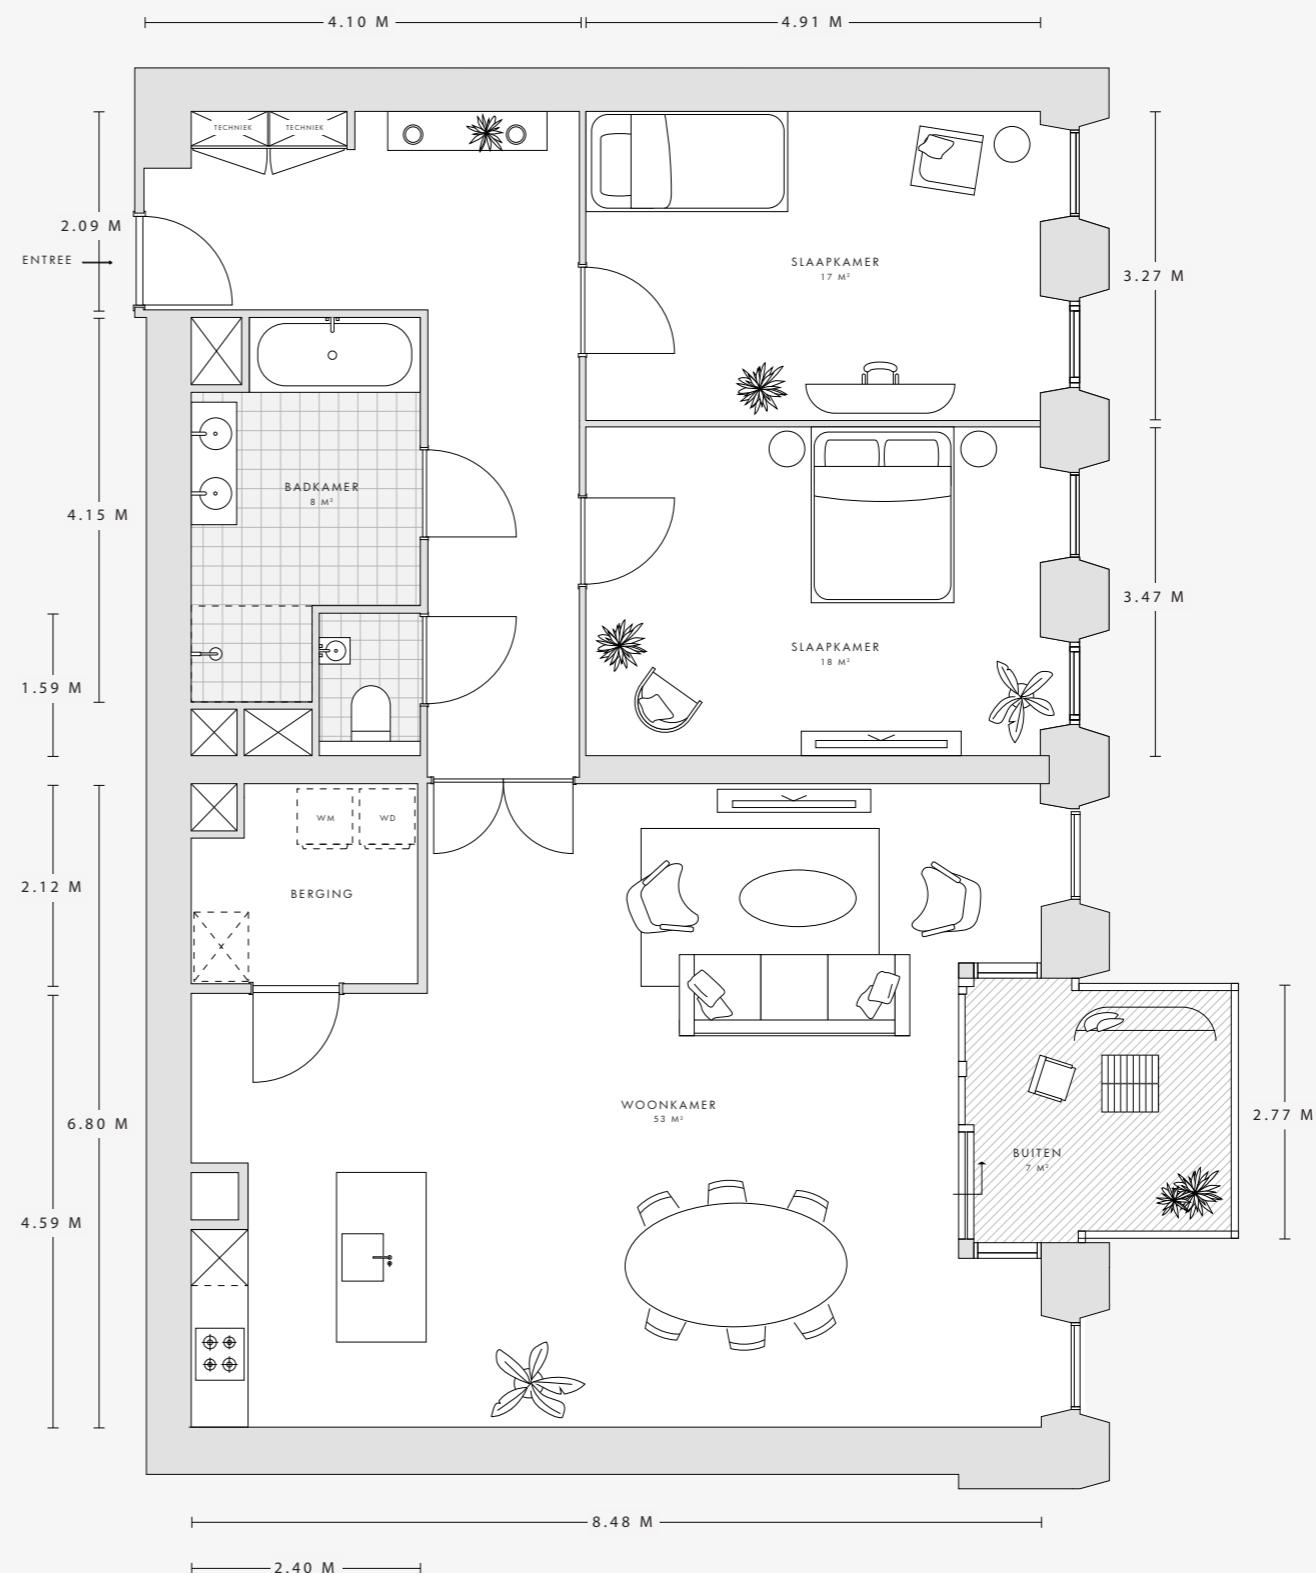 4.10 M
4.91 M
TECHNIEK
TECHNIEK
2.09 M
ENTREE
SLAAPKAMER
17 M²
3.27 M
BADKAMER
8 M²
4.15 M
3.47 M
SLAAPKAMER
18 M²
1.59 M
WM
WD
2.12 M
BERGING
WOONKAMER
53 M²
6.80 M
2.77 M
BUITEN
7 M²
4.59 M
8.48 M
2.40 M